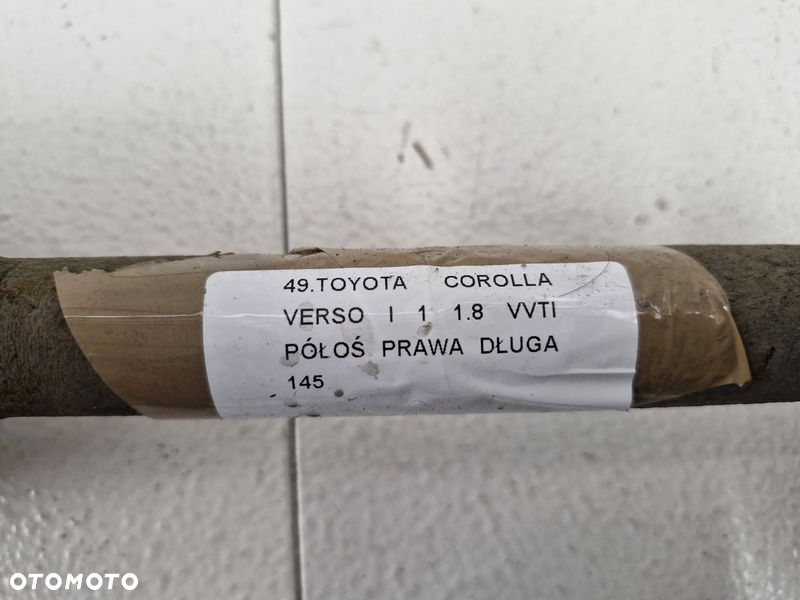 49.TOYOTA COROLLA
VERSO I 1 1.8 VVTI
PÓŁOŚ PRAWA DŁUGA
145
OTOMOTO